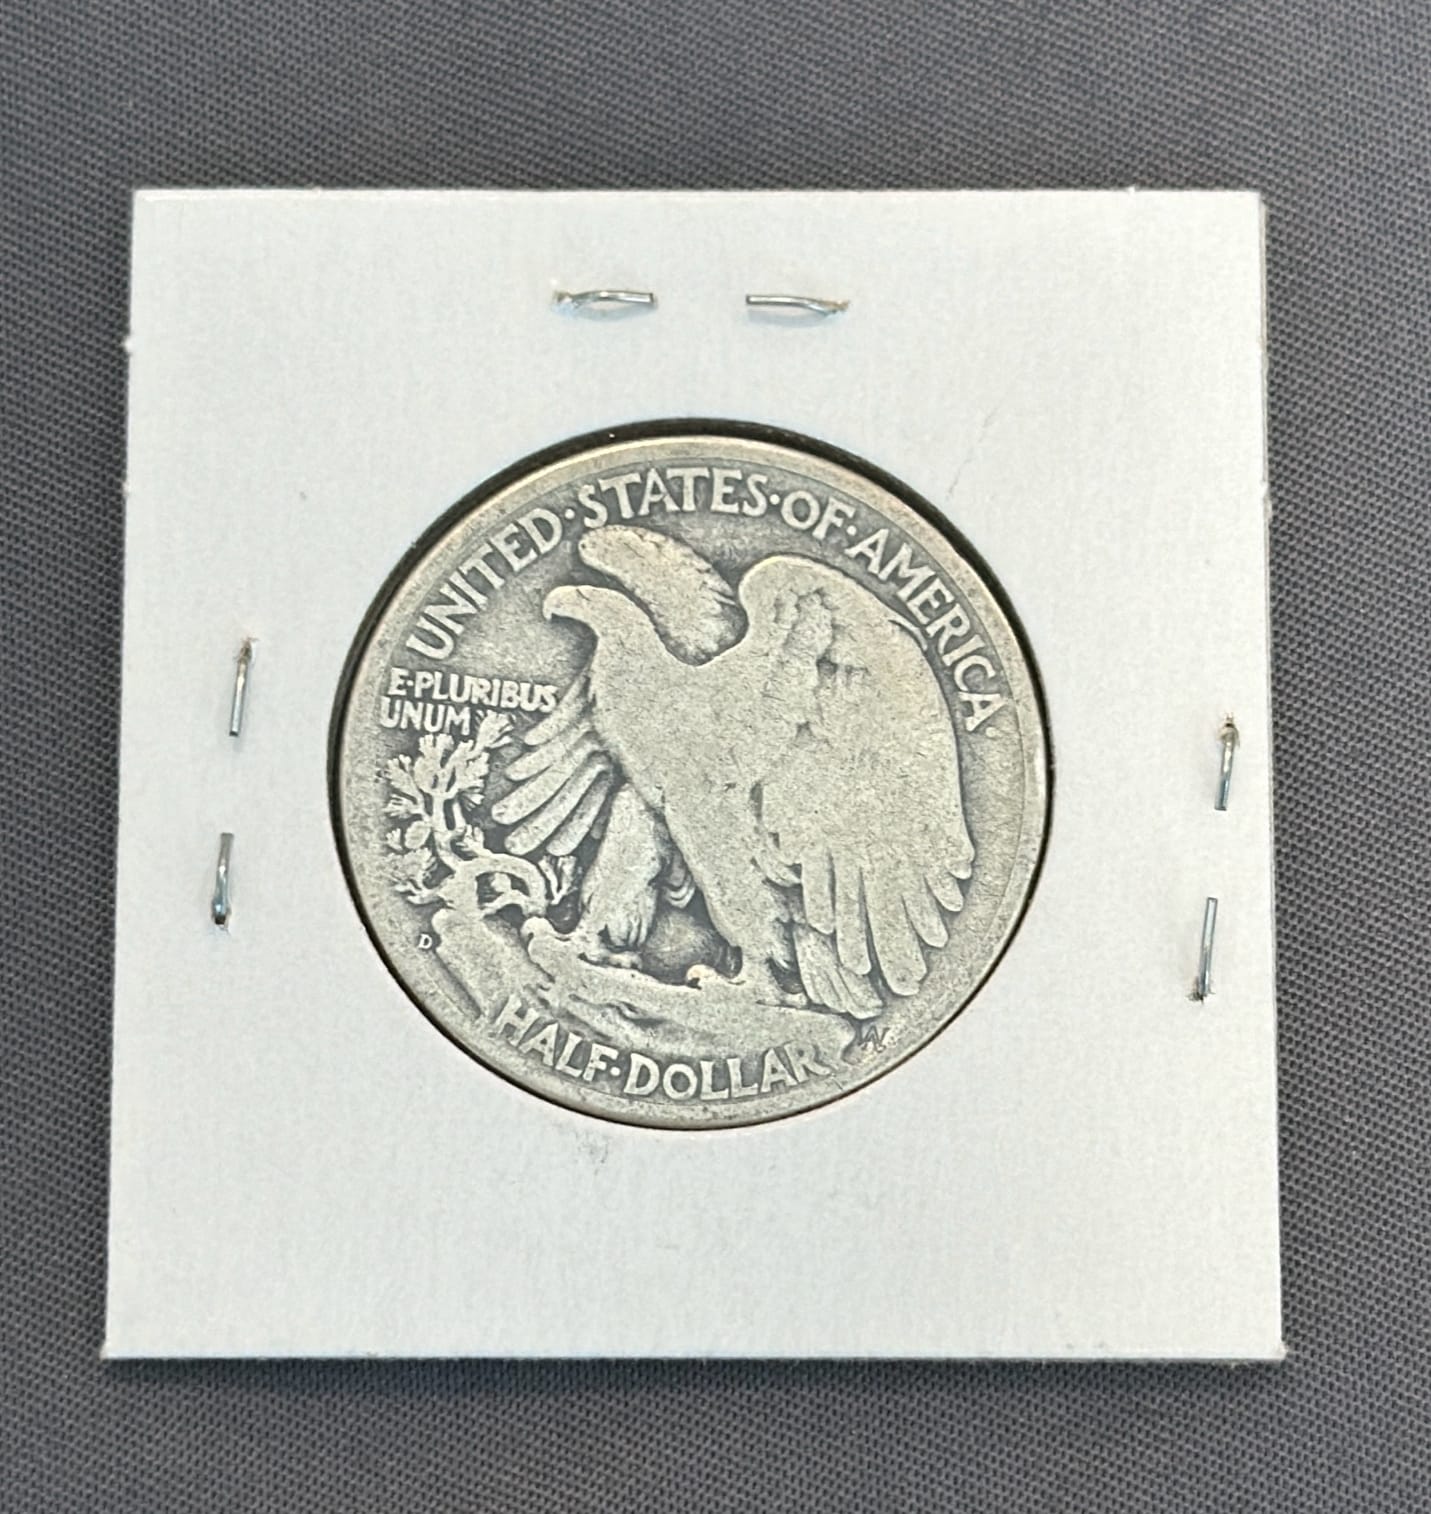 UNITED·STATES·OF·AMERICA·
E·PLURIBUS
UNUM
D
HALF·DOLLAR